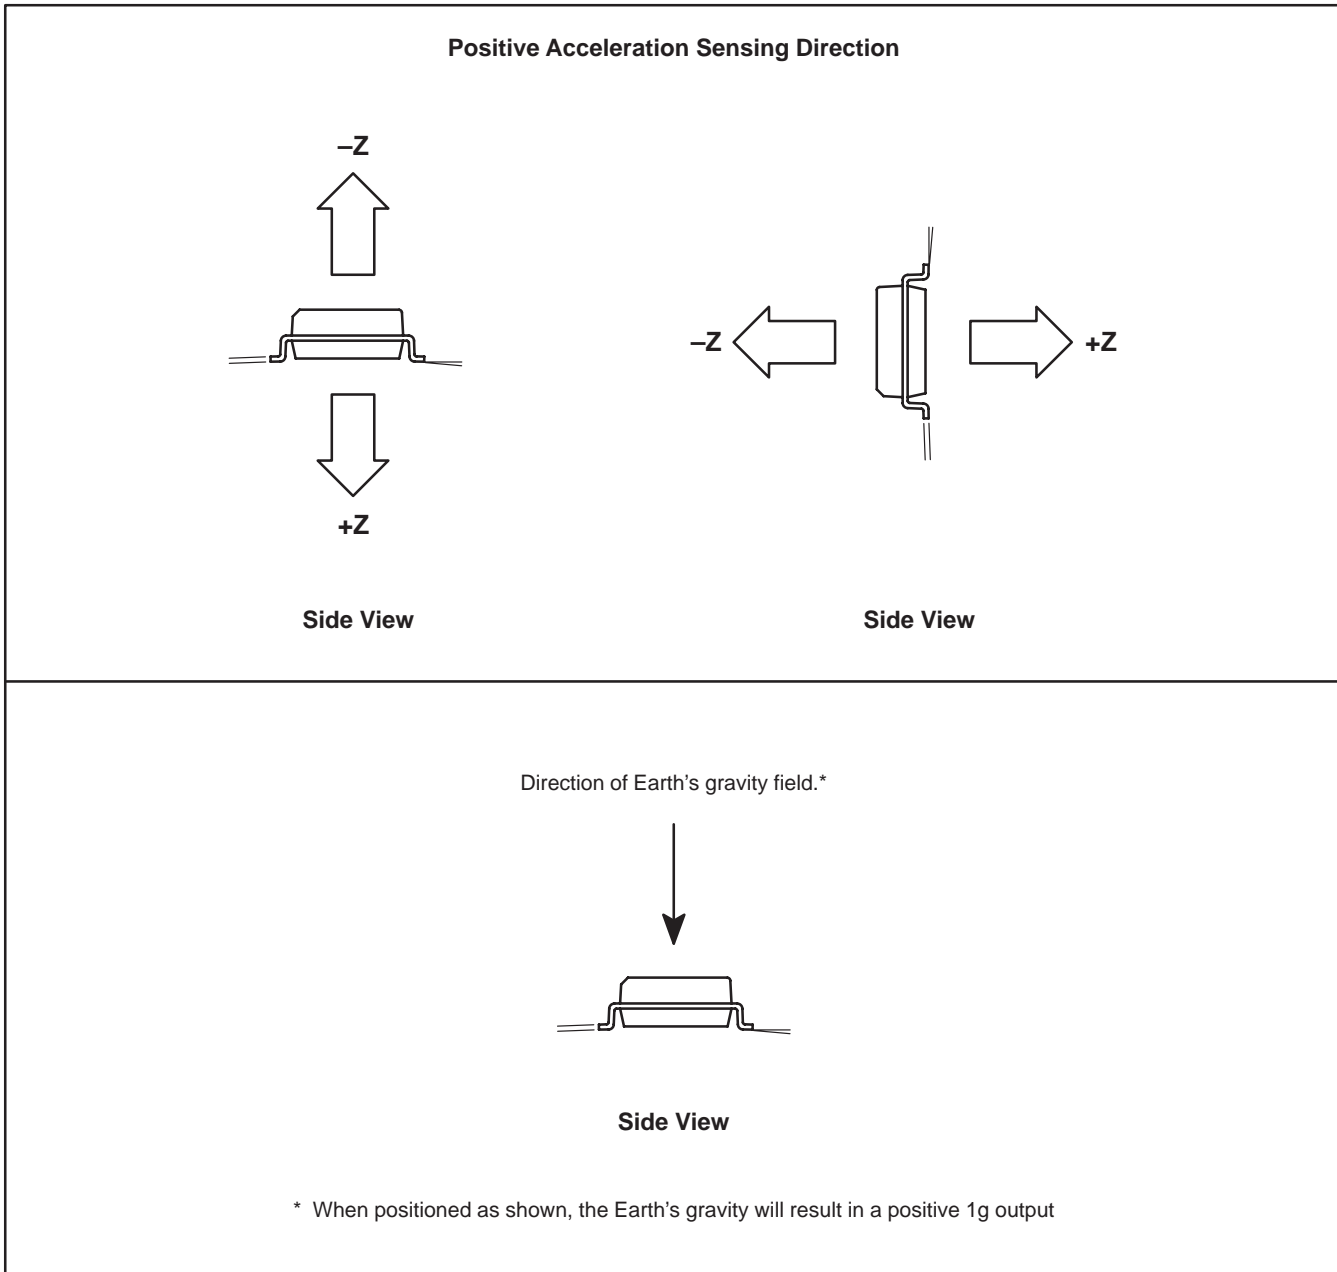 Positive Acceleration Sensing Direction
–Z
–Z
+Z
+Z
Side View
Side View
Direction of Earth’s gravity field.*
Side View
* When positioned as shown, the Earth’s gravity will result in a positive 1g output